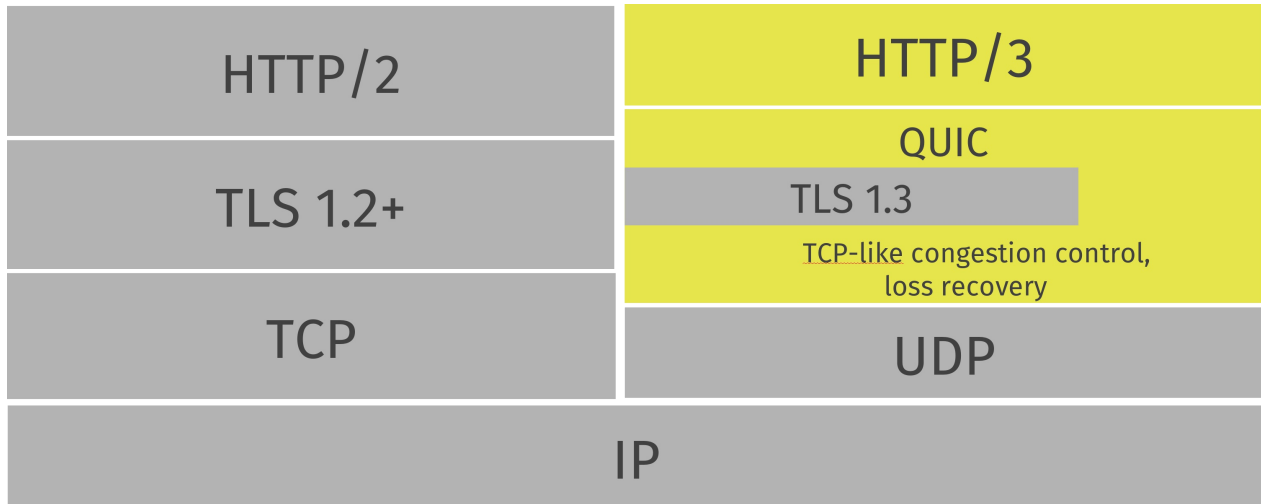 HTTP/2
TLS 1.2+
TCP
HTTP/3
QUIC
TLS 1.3
TCP-like congestion control,
loss recovery
UDP
IP